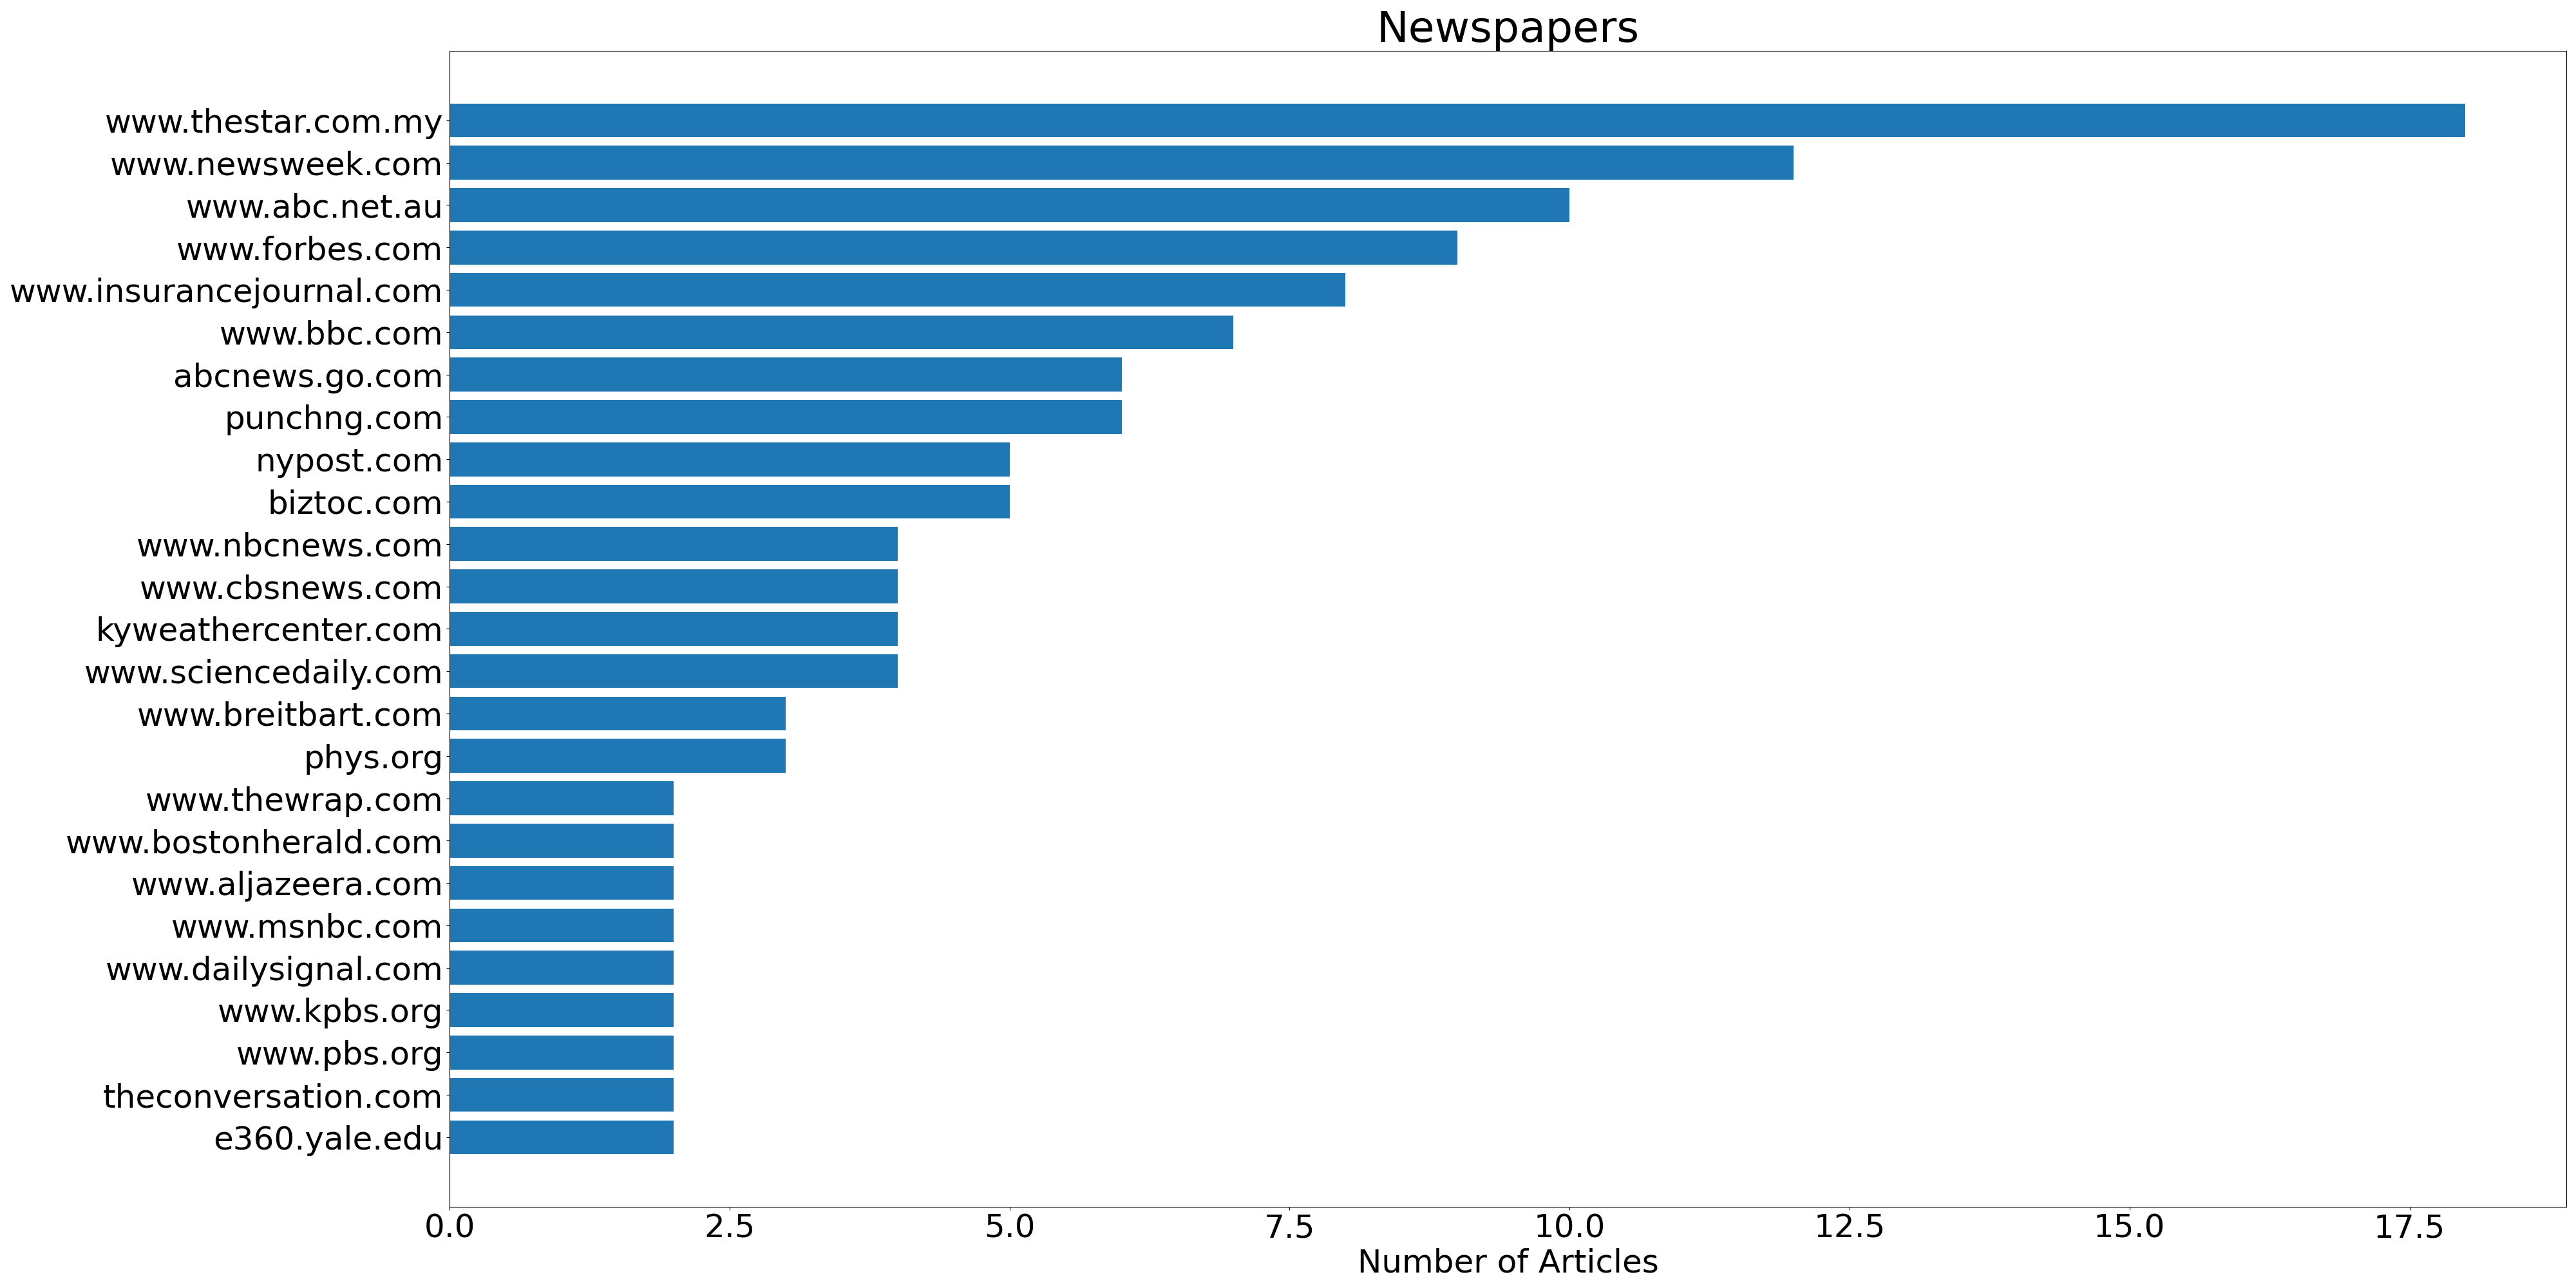 Newspapers
www.thestar.com.my
www.newsweek.com
www.abc.net.au
www.forbes.com
www.insurancejournal.com
www.bbc.com
abcnews.go.com
punchng.com
nypost.com
biztoc.com
www.nbcnews.com
www.cbsnews.com
kyweathercenter.com
www.sciencedaily.com
www.breitbart.com
phys.org
www.thewrap.com
www.bostonherald.com
www.aljazeera.com
www.msnbc.com
www.dailysignal.com
www.kpbs.org
www.pbs.org
theconversation.com
e360.yale.edu
0.0 2.5 5.0 7.5 10.0 12.5 15.0 17.5
Number of Articles